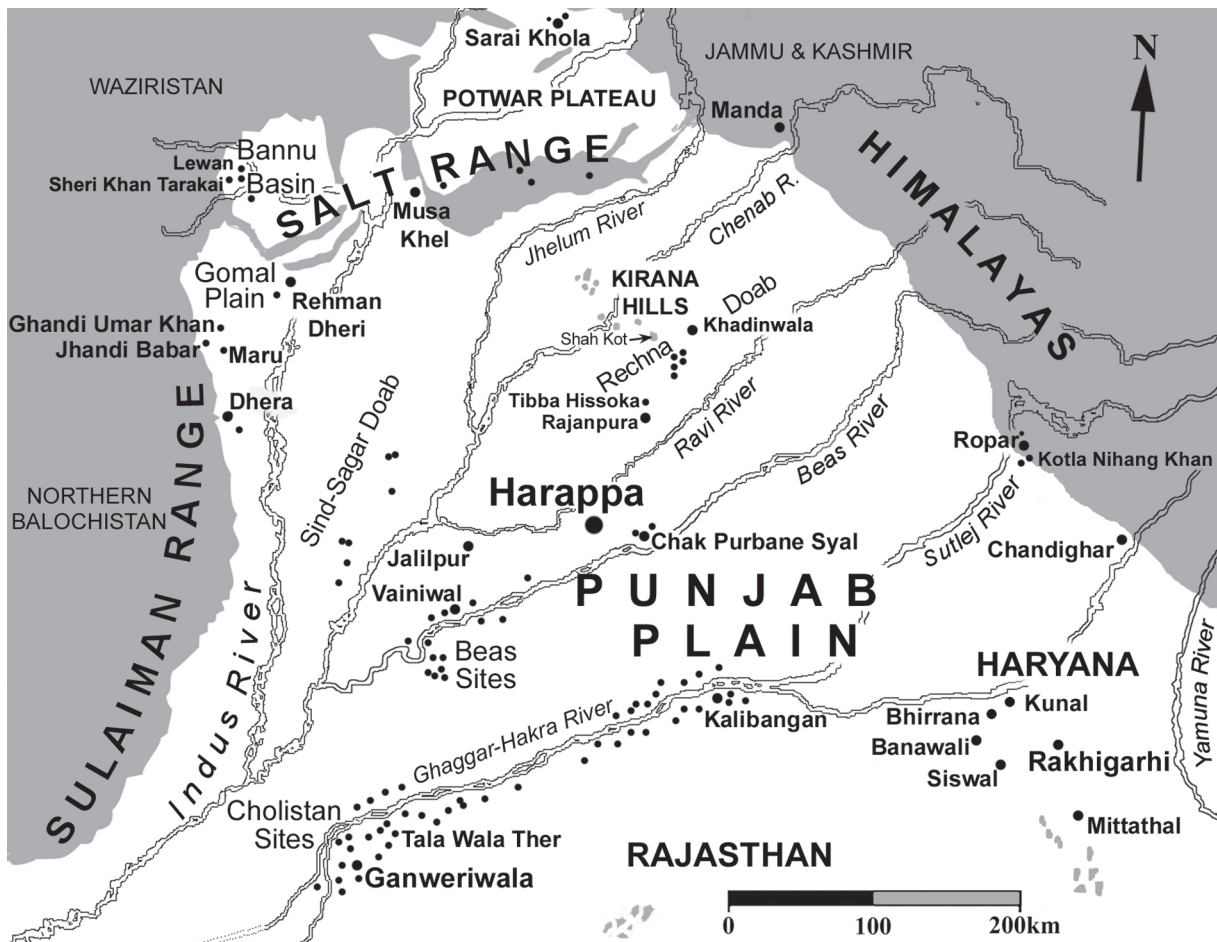 Sarai Khola
JAMMU & KASHMIR
N
WAZIRISTAN
POTWAR PLATEAU
Manda
HIMALAYAS
Bannu
Basin
Lewan
Sheri Khan Tarakai
SALT RANGE
Musa
Khel
Jhelum River
Chenab R.
Gomal
Plain
Rehman
Dheri
KIRANA
HILLS
Rechna Doab
Khadinwala
Shah Kot
Ghandi Umar Khan
Jhandi Babar
Maru
Dhera
Tibba Hissoka
Rajanpura
Ravi River
Beas River
Sind-Sagar Doab
Ropar
Kotla Nihang Khan
NORTHERN
BALOCHISTAN
SULAIMAN RANGE
Harappa
Chak Purbane Syal
Sutlej River
Chandighar
Jalilpur
Vainiwal
PUNJAB
PLAIN
Indus River
Beas
Sites
HARYANA
Yamuna River
Kunal
Bhirrana
Kalibangan
Ghaggar-Hakra River
Banawali
Rakhigarhi
Siswal
Cholistan
Sites
Tala Wala Ther
Mittathal
Ganweriwala
RAJASTHAN
0 100 200km